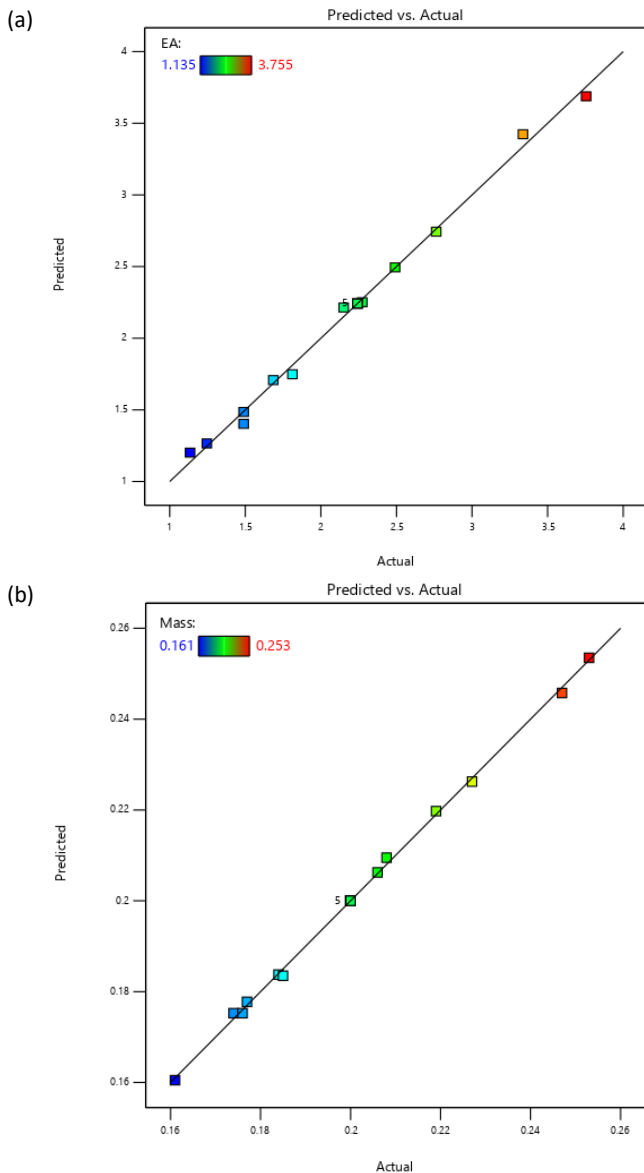 (a)
Predicted vs. Actual
EA:
1.135 3.755
4
3.5
3
2.5
2
1.5
1
Predicted
5
1 1.5 2 2.5 3 3.5 4
Actual
(b)
Predicted vs. Actual
Mass:
0.161 0.253
0.26
0.24
0.22
0.2
0.18
0.16
Predicted
5
0.16 0.18 0.2 0.22 0.24 0.26
Actual